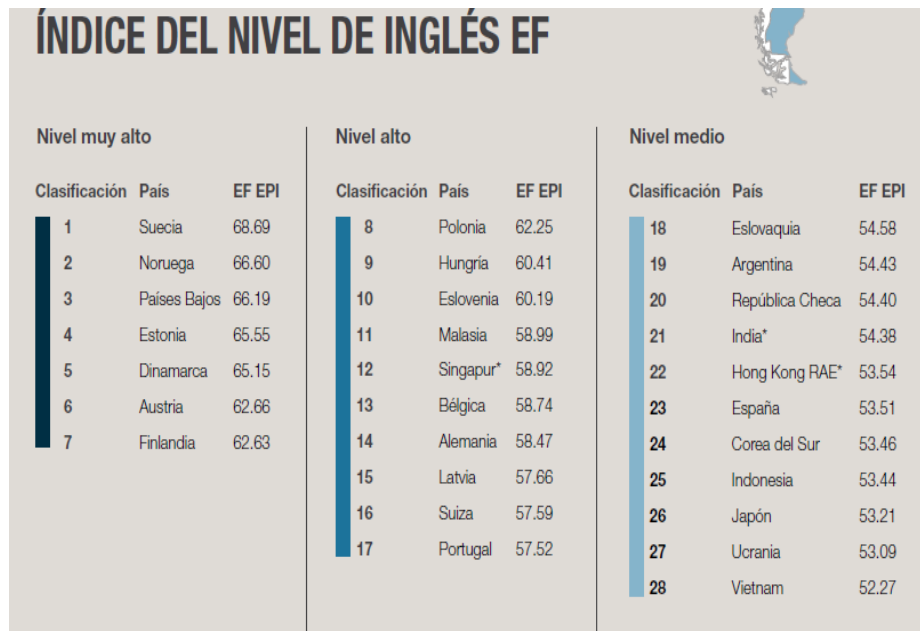 ÍNDICE DEL NIVEL DE INGLÉS EF
Nivel muy alto
Clasificación País EF EPI
1 Suecia 68.69
2 Noruega 66.60
3 Países Bajos 66.19
4 Estonia 65.55
5 Dinamarca 65.15
6 Austria 62.66
7 Finlandia 62.63
Nivel alto
Clasificación País EF EPI
8 Polonia 62.25
9 Hungría 60.41
10 Eslovenia 60.19
11 Malasia 58.99
12 Singapur* 58.92
13 Bélgica 58.74
14 Alemania 58.47
15 Latvia 57.66
16 Suiza 57.59
17 Portugal 57.52
Nivel medio
Clasificación País EF EPI
18 Eslovaquia 54.58
19 Argentina 54.43
20 República Checa 54.40
21 India* 54.38
22 Hong Kong RAE* 53.54
23 España 53.51
24 Corea del Sur 53.46
25 Indonesia 53.44
26 Japón 53.21
27 Ucrania 53.09
28 Vietnam 52.27